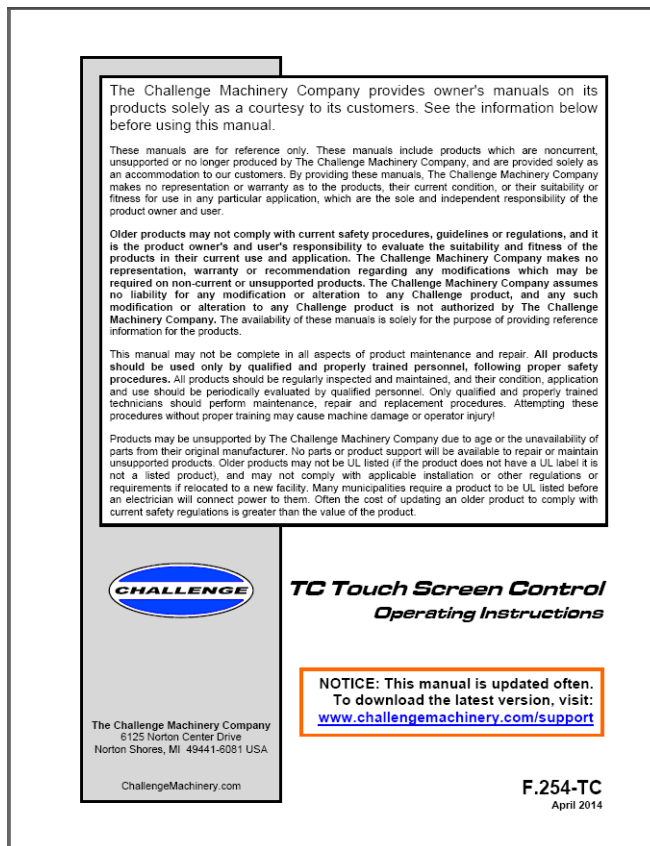 The Challenge Machinery Company provides owner's manuals on its
products solely as a courtesy to its customers. See the information below
before using this manual.
These manuals are for reference only. These manuals include products which are noncurrent,
unsupported or no longer produced by The Challenge Machinery Company, and are provided solely as
an accommodation to our customers. By providing these manuals, The Challenge Machinery Company
makes no representation or warranty as to the products, their current condition, or their suitability or
fitness for use in any particular application, which are the sole and independent responsibility of the
product owner and user.
Older products may not comply with current safety procedures, guidelines or regulations, and it
is the product owner's and user's responsibility to evaluate the suitability and fitness of the
products in their current use and application. The Challenge Machinery Company makes no
representation, warranty or recommendation regarding any modifications which may be
required on non-current or unsupported products. The Challenge Machinery Company assumes
no liability for any modification or alteration to any Challenge product, and any such
modification or alteration to any Challenge product is not authorized by The Challenge
Machinery Company. The availability of these manuals is solely for the purpose of providing reference
information for the products.
This manual may not be complete in all aspects of product maintenance and repair. All products
should be used only by qualified and properly trained personnel, following proper safety
procedures. All products should be regularly inspected and maintained, and their condition, application
and use should be periodically evaluated by qualified personnel. Only qualified and properly trained
technicians should perform maintenance, repair and replacement procedures. Attempting these
procedures without proper training may cause machine damage or operator injury!
Products may be unsupported by The Challenge Machinery Company due to age or the unavailability of
parts from their original manufacturer. No parts or product support will be available to repair or maintain
unsupported products. Older products may not be UL listed (if the product does not have a UL label it is
not a listed product), and may not comply with applicable installation or other regulations or
requirements if relocated to a new facility. Many municipalities require a product to be UL listed before
an electrician will connect power to them. Often the cost of updating an older product to comply with
current safety regulations is greater than the value of the product.
CHALLENGE
TC Touch Screen Control
Operating Instructions
NOTICE: This manual is updated often.
To download the latest version, visit:
www.challengemachinery.com/support
The Challenge Machinery Company
6125 Norton Center Drive
Norton Shores, MI 49441-6081 USA
ChallengeMachinery.com
F.254-TC
April 2014